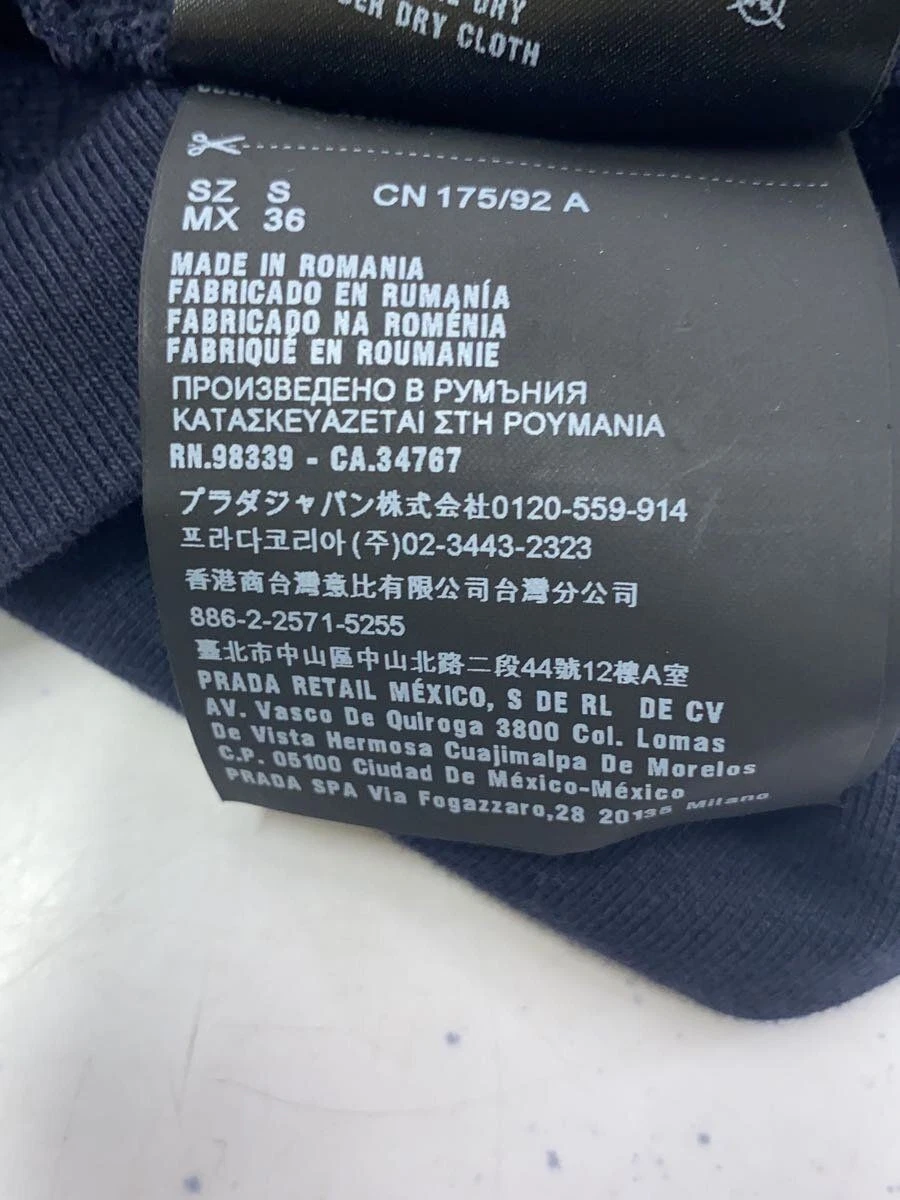 DRY
DRY CLOTH
SZ S CN 175/92 A
MX 36
MADE IN ROMANIA
FABRICADO EN RUMANÍA
FABRICADO NA ROMÉNIA
FABRIQUÉ EN ROUMANIE
ПРОИЗВЕДЕНО В РУМЪНИЯ
ΚΑΤΑΣΚΕΥΑΖΕΤΑΙ ΣΤΗ ΡΟΥΜΑΝΙΑ
RN.98339 - CA.34767
プラダジャパン株式会社0120-559-914
프라다코리아(주)02-3443-2323
香港商台灣意比有限公司台灣分公司
886-2-2571-5255
臺北市中山區中山北路二段44號12樓A室
PRADA RETAIL MÉXICO, S DE RL DE CV
AV. Vasco De Quiroga 3800 Col. Lomas
De Vista Hermosa Cuajimalpa De Morelos
C.P. 05100 Ciudad De México-México
PRADA SPA Via Fogazzaro,28 20135 Milano